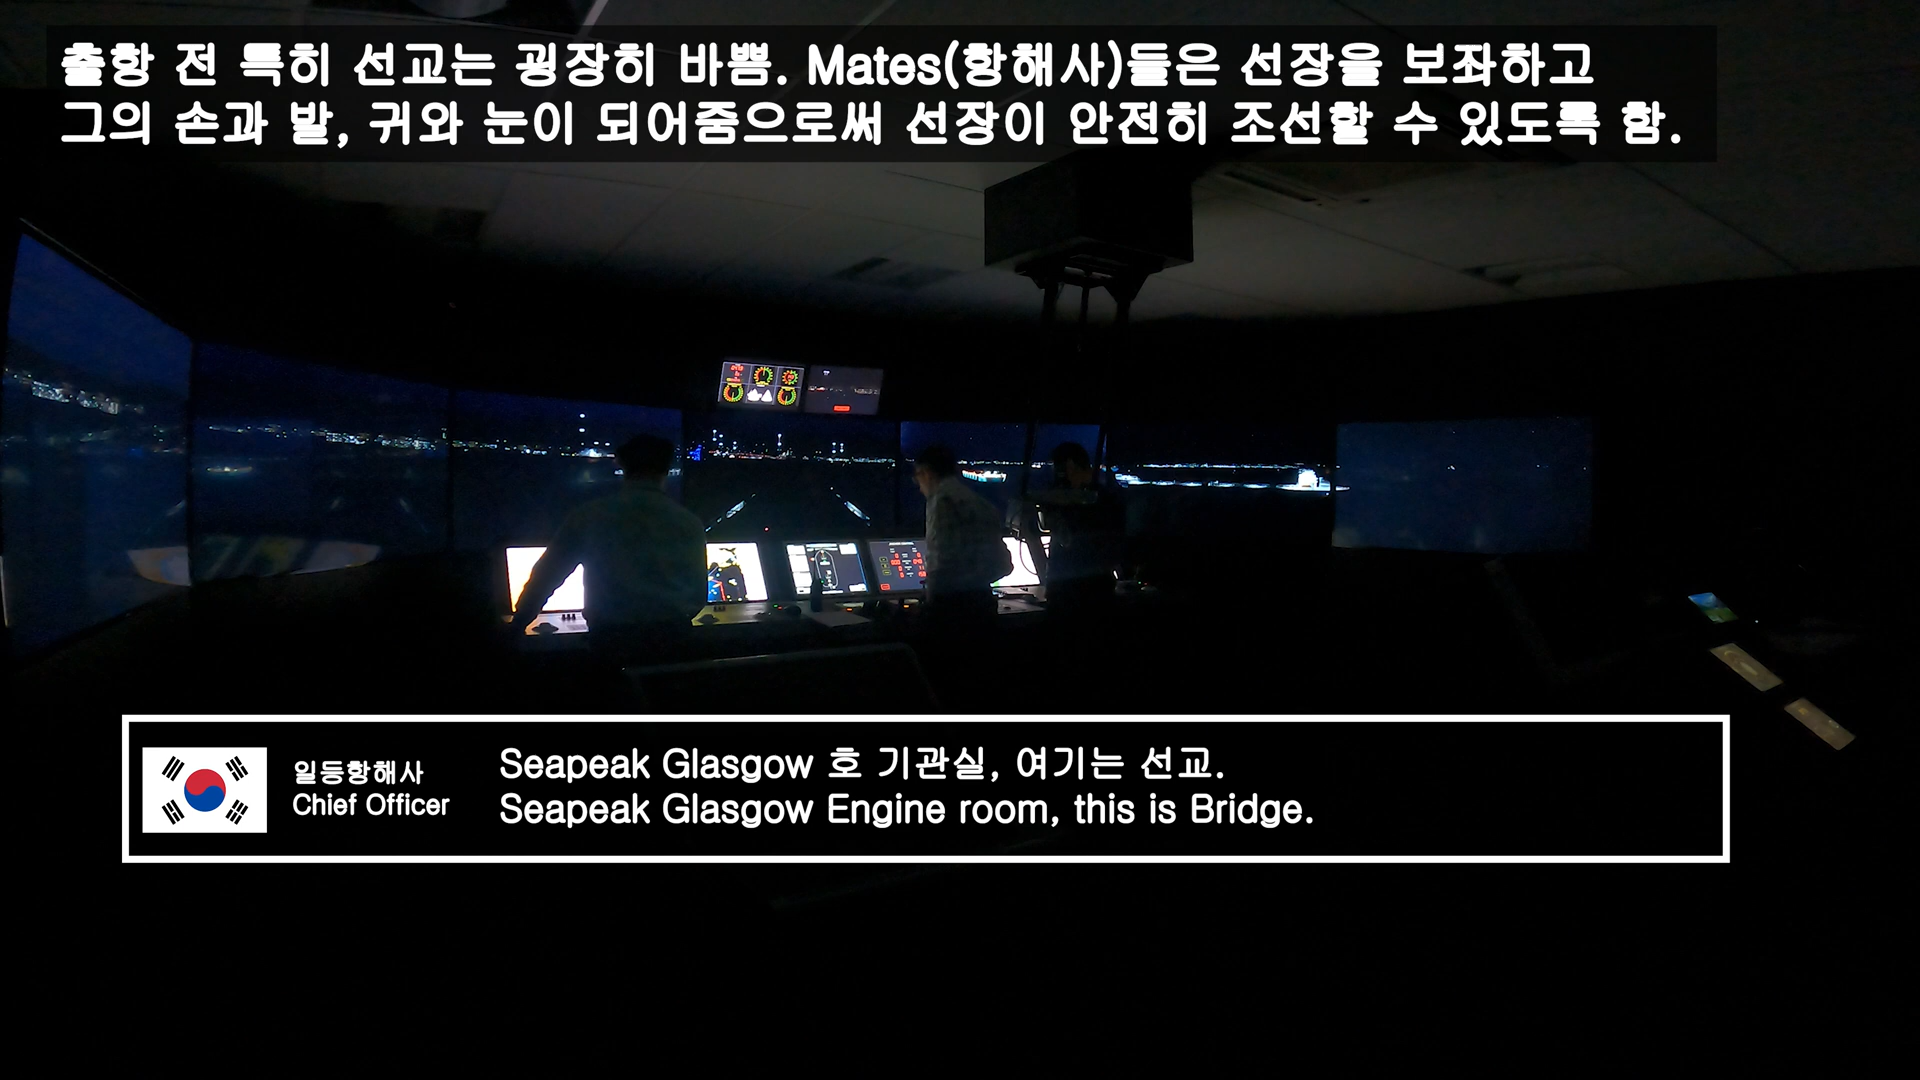 출항 전 특히 선교는 굉장히 바쁨. Mates(항해사)들은 선장을 보좌하고
그의 손과 발, 귀와 눈이 되어줌으로써 선장이 안전히 조선할 수 있도록 함.
일등항해사
Chief Officer
Seapeak Glasgow 호 기관실, 여기는 선교.
Seapeak Glasgow Engine room, this is Bridge.